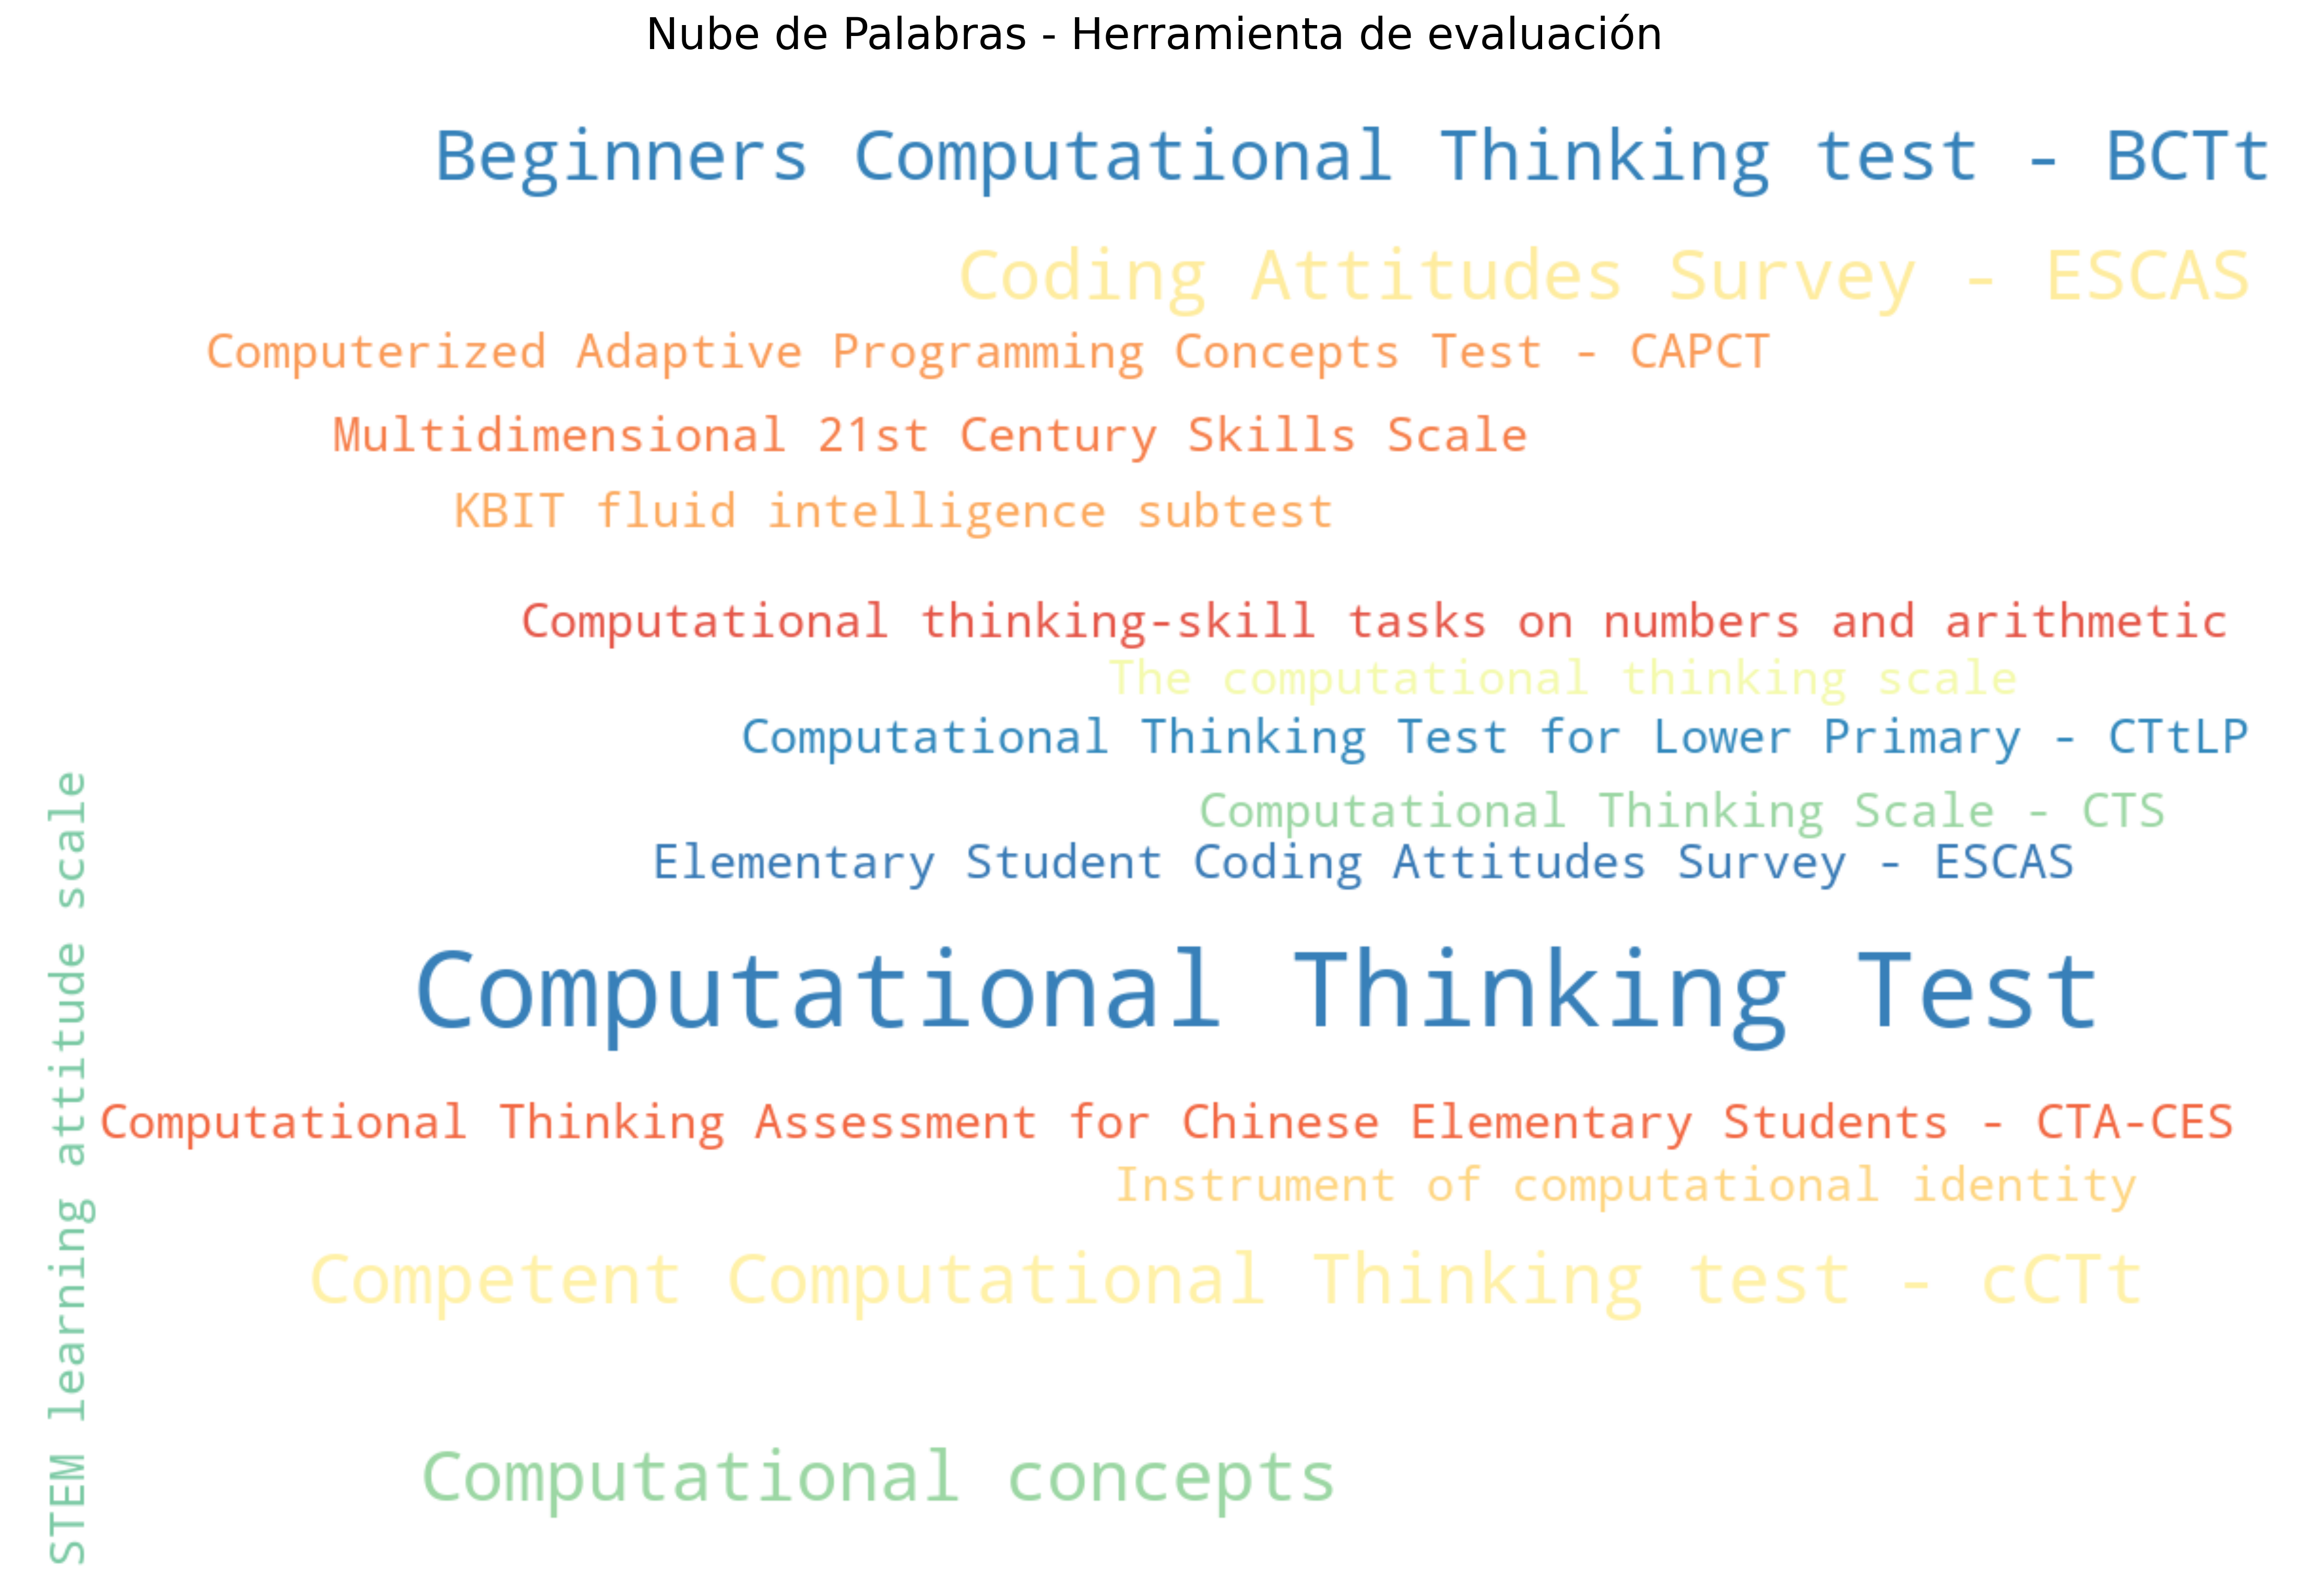 Nube de Palabras - Herramienta de evaluación
Beginners Computational Thinking test - BCTt
Coding Attitudes Survey - ESCAS
Computerized Adaptive Programming Concepts Test - CAPCT
Multidimensional 21st Century Skills Scale
KBIT fluid intelligence subtest
Computational thinking-skill tasks on numbers and arithmetic
The computational thinking scale
Computational Thinking Test for Lower Primary - CTtLP
Computational Thinking Scale - CTS
Elementary Student Coding Attitudes Survey - ESCAS
Computational Thinking Test
Computational Thinking Assessment for Chinese Elementary Students - CTA-CES
Instrument of computational identity
Competent Computational Thinking test - cCTt
Computational concepts
STEM learning attitude scale